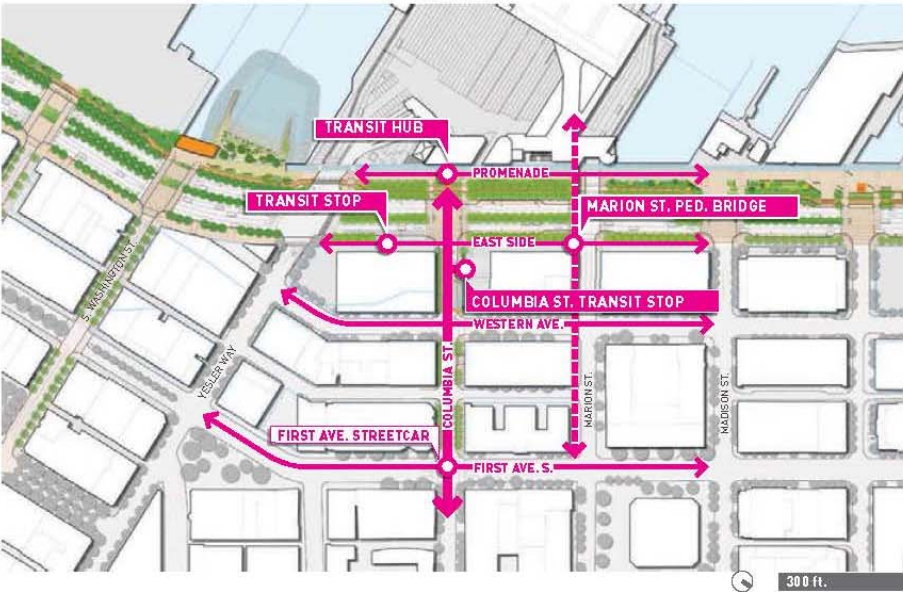 TRANSIT HUB
PROMENADE
TRANSIT STOP
MARION ST. PED. BRIDGE
EAST SIDE
S. WASHINGTON ST.
COLUMBIA ST. TRANSIT STOP
WESTERN AVE.
YESLER WAY
COLUMBIA ST.
MARION ST.
MADISON ST.
FIRST AVE. STREETCAR
FIRST AVE. S.
300 ft.